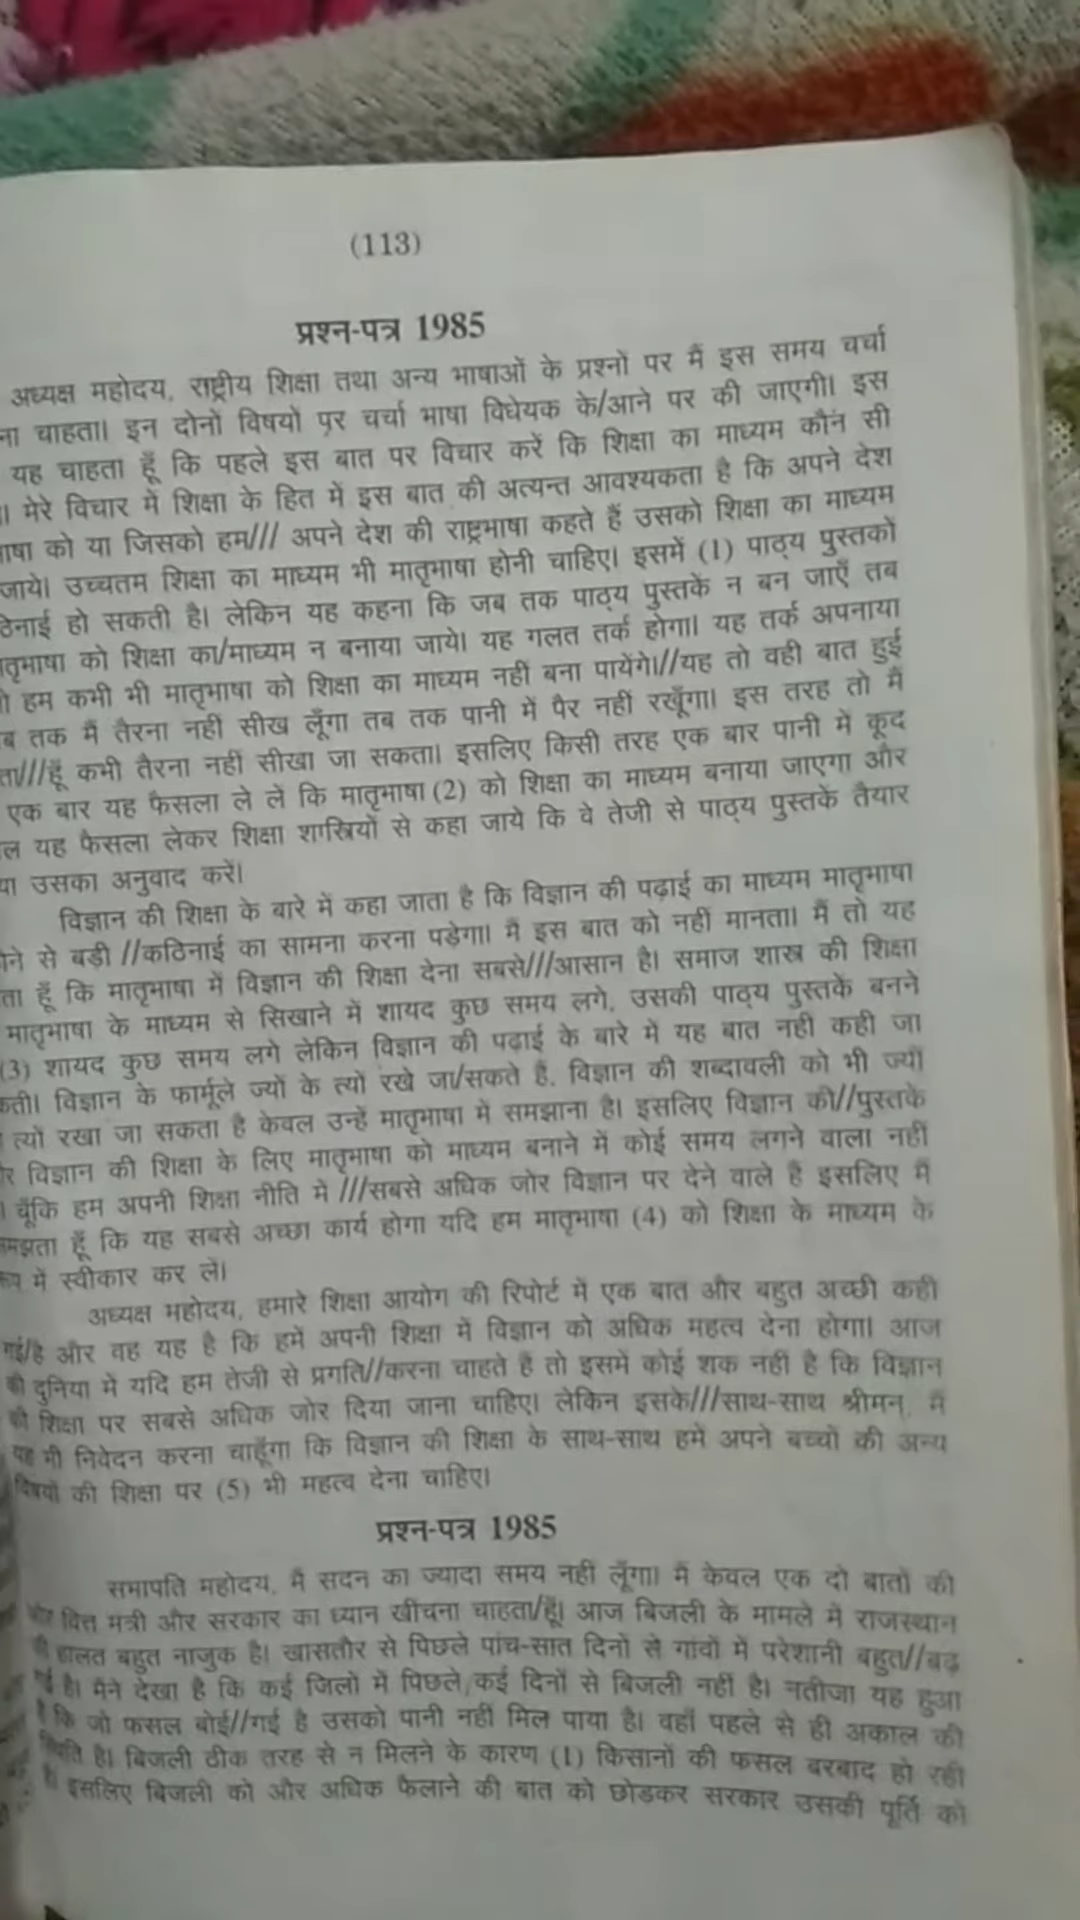 (113)
प्रश्न-पत्र 1985
अध्यक्ष महोदय, राष्ट्रीय शिक्षा तथा अन्य भाषाओं के प्रश्नों पर मैं इस समय चर्चा
चाहता। इन दोनों विषयों पर चर्चा भाषा विधेयक के/आने पर की जाएगी। इस
यह चाहता हूँ कि पहले इस बात पर विचार करें कि शिक्षा का माध्यम कौन सी
। मेरे विचार में शिक्षा के हित में इस बात की अत्यन्त आवश्यकता है कि अपने देश
को या जिसको हम/// अपने देश की राष्ट्रभाषा कहते हैं उसको शिक्षा का माध्यम
जाये। उच्चतम शिक्षा का माध्यम भी मातृभाषा होनी चाहिए। इसमें (1) पाठ्य पुस्तकों
हो सकती है। लेकिन यह कहना कि जब तक पाठ्य पुस्तकें न बन जाएँ तब
को शिक्षा का/माध्यम न बनाया जाये। यह गलत तर्क होगा। यह तर्क अपनाया
हम कभी भी मातृभाषा को शिक्षा का माध्यम नहीं बना पायेंगे।//यह तो वही बात हुई
तक मैं तैरना नहीं सीख लूँगा तब तक पानी में पैर नहीं रखूँगा। इस तरह तो मैं
///हूँ कभी तैरना नहीं सीखा जा सकता। इसलिए किसी तरह एक बार पानी में कूद
एक बार यह फैसला ले लें कि मातृभाषा (2) को शिक्षा का माध्यम बनाया जाएगा और
यह फैसला लेकर शिक्षा शास्त्रियों से कहा जाये कि वे तेजी से पाठ्य पुस्तकें तैयार
उसका अनुवाद करें।
विज्ञान की शिक्षा के बारे में कहा जाता है कि विज्ञान की पढ़ाई का माध्यम मातृभाषा
से बड़ी //कठिनाई का सामना करना पड़ेगा। मैं इस बात को नहीं मानता। मैं तो यह
हूँ कि मातृभाषा में विज्ञान की शिक्षा देना सबसे///आसान है। समाज शास्त्र की शिक्षा
मातृभाषा के माध्यम से सिखाने में शायद कुछ समय लगे, उसकी पाठ्य पुस्तकें बनने
(3) शायद कुछ समय लगे लेकिन विज्ञान की पढ़ाई के बारे में यह बात नहीं कही जा
विज्ञान के फार्मूले ज्यों के त्यों रखे जा/सकते हैं, विज्ञान की शब्दावली को भी ज्यों
त्यों रखा जा सकता है केवल उन्हें मातृभाषा में समझाना है। इसलिए विज्ञान की//पुस्तकें
विज्ञान की शिक्षा के लिए मातृभाषा को माध्यम बनाने में कोई समय लगने वाला नहीं
चूँकि हम अपनी शिक्षा नीति में ///सबसे अधिक जोर विज्ञान पर देने वाले हैं इसलिए मैं
हूँ कि यह सबसे अच्छा कार्य होगा यदि हम मातृभाषा (4) को शिक्षा के माध्यम के
में स्वीकार कर लें।
अध्यक्ष महोदय, हमारे शिक्षा आयोग की रिपोर्ट में एक बात और बहुत अच्छी कही
गई/है और वह यह है कि हमें अपनी शिक्षा में विज्ञान को अधिक महत्व देना होगा। आज
की दुनिया में यदि हम तेजी से प्रगति//करना चाहते हैं तो इसमें कोई शक नहीं है कि विज्ञान
की शिक्षा पर सबसे अधिक जोर दिया जाना चाहिए। लेकिन इसके///साथ-साथ श्रीमन्, मैं
यह भी निवेदन करना चाहूँगा कि विज्ञान की शिक्षा के साथ-साथ हमें अपने बच्चों की अन्य
विषयों की शिक्षा पर (5) भी महत्व देना चाहिए।
प्रश्न-पत्र 1985
सभापति महोदय, मैं सदन का ज्यादा समय नहीं लूँगा। मैं केवल एक दो बातों की
ओर वित्त मंत्री और सरकार का ध्यान खींचना चाहता/हूँ। आज बिजली के मामले में राजस्थान
की हालत बहुत नाजुक है। खासतौर से पिछले पांच-सात दिनों से गांवों में परेशानी बहुत//बढ़
गई है। मैंने देखा है कि कई जिलों में पिछले कई दिनों से बिजली नहीं है। नतीजा यह हुआ
है कि जो फसल बोई//गई है उसको पानी नहीं मिल पाया है। वहाँ पहले से ही अकाल की
स्थिति है। बिजली ठीक तरह से न मिलने के कारण (1) किसानों की फसल बरबाद हो रही
है। इसलिए बिजली को और अधिक फैलाने की बात को छोडकर सरकार उसकी पूर्ति को